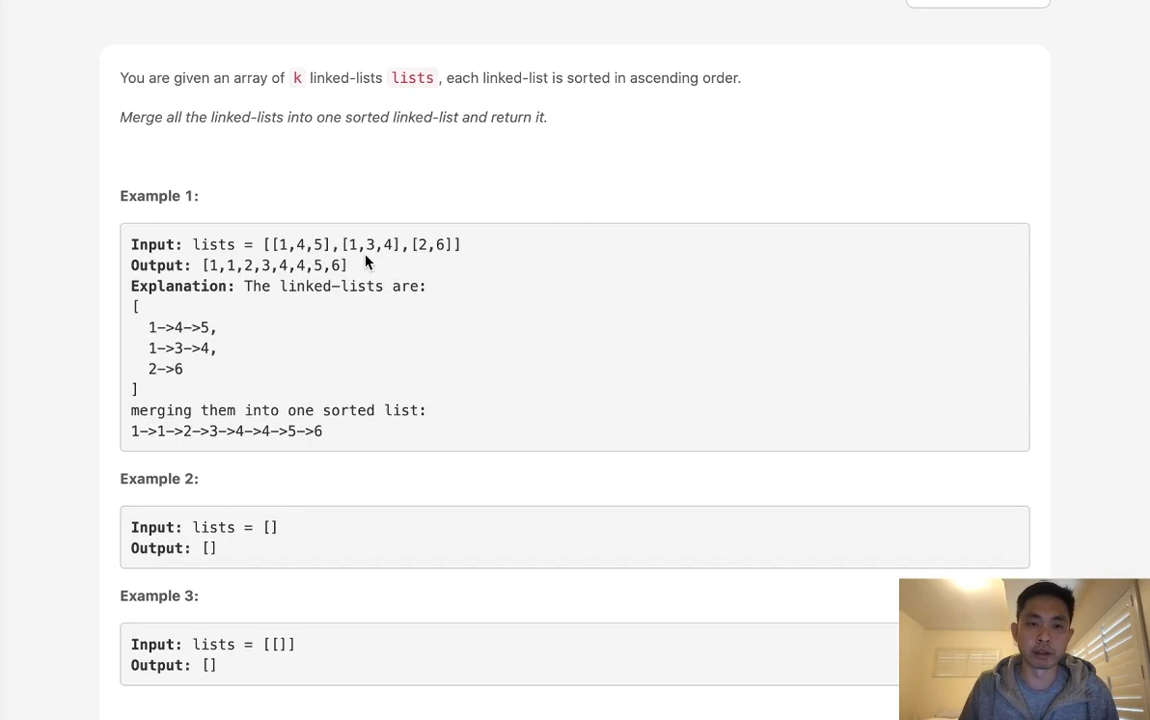 You are given an array of k linked-lists lists, each linked-list is sorted in ascending order.
Merge all the linked-lists into one sorted linked-list and return it.
Example 1:
Input: lists = [[1,4,5],[1,3,4],[2,6]]
Output: [1,1,2,3,4,4,5,6]
Explanation: The linked-lists are:
[
1->4->5,
1->3->4,
2->6
]
merging them into one sorted list:
1->1->2->3->4->4->5->6
Example 2:
Input: lists = []
Output: []
Example 3:
Input: lists = [[]]
Output: []